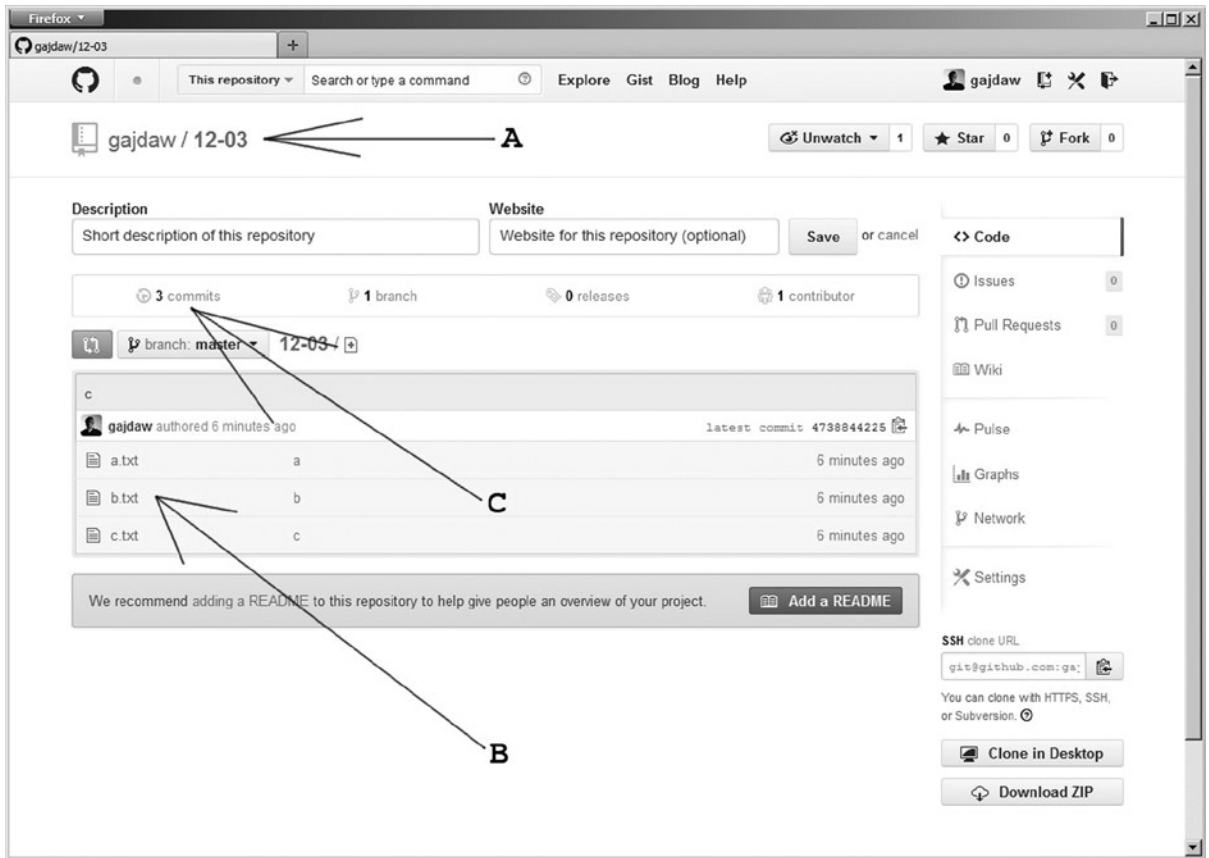 Firefox
gajdaw/12-03
This repository Search or type a command Explore Gist Blog Help gajdaw
gajdaw / 12-03 A Unwatch 1 Star 0 Fork 0
Description Website
Short description of this repository Website for this repository (optional) Save or cancel
3 commits 1 branch 0 releases 1 contributor
branch: master 12-03 /
c
gajdaw authored 6 minutes ago latest commit 4738844225
a.txt a 6 minutes ago
b.txt b 6 minutes ago
C
c.txt c 6 minutes ago
We recommend adding a README to this repository to help give people an overview of your project. Add a README
B
Code
Issues 0
Pull Requests 0
Wiki
Pulse
Graphs
Network
Settings
SSH clone URL
git@github.com:ga
You can clone with HTTPS, SSH,
or Subversion.
Clone in Desktop
Download ZIP